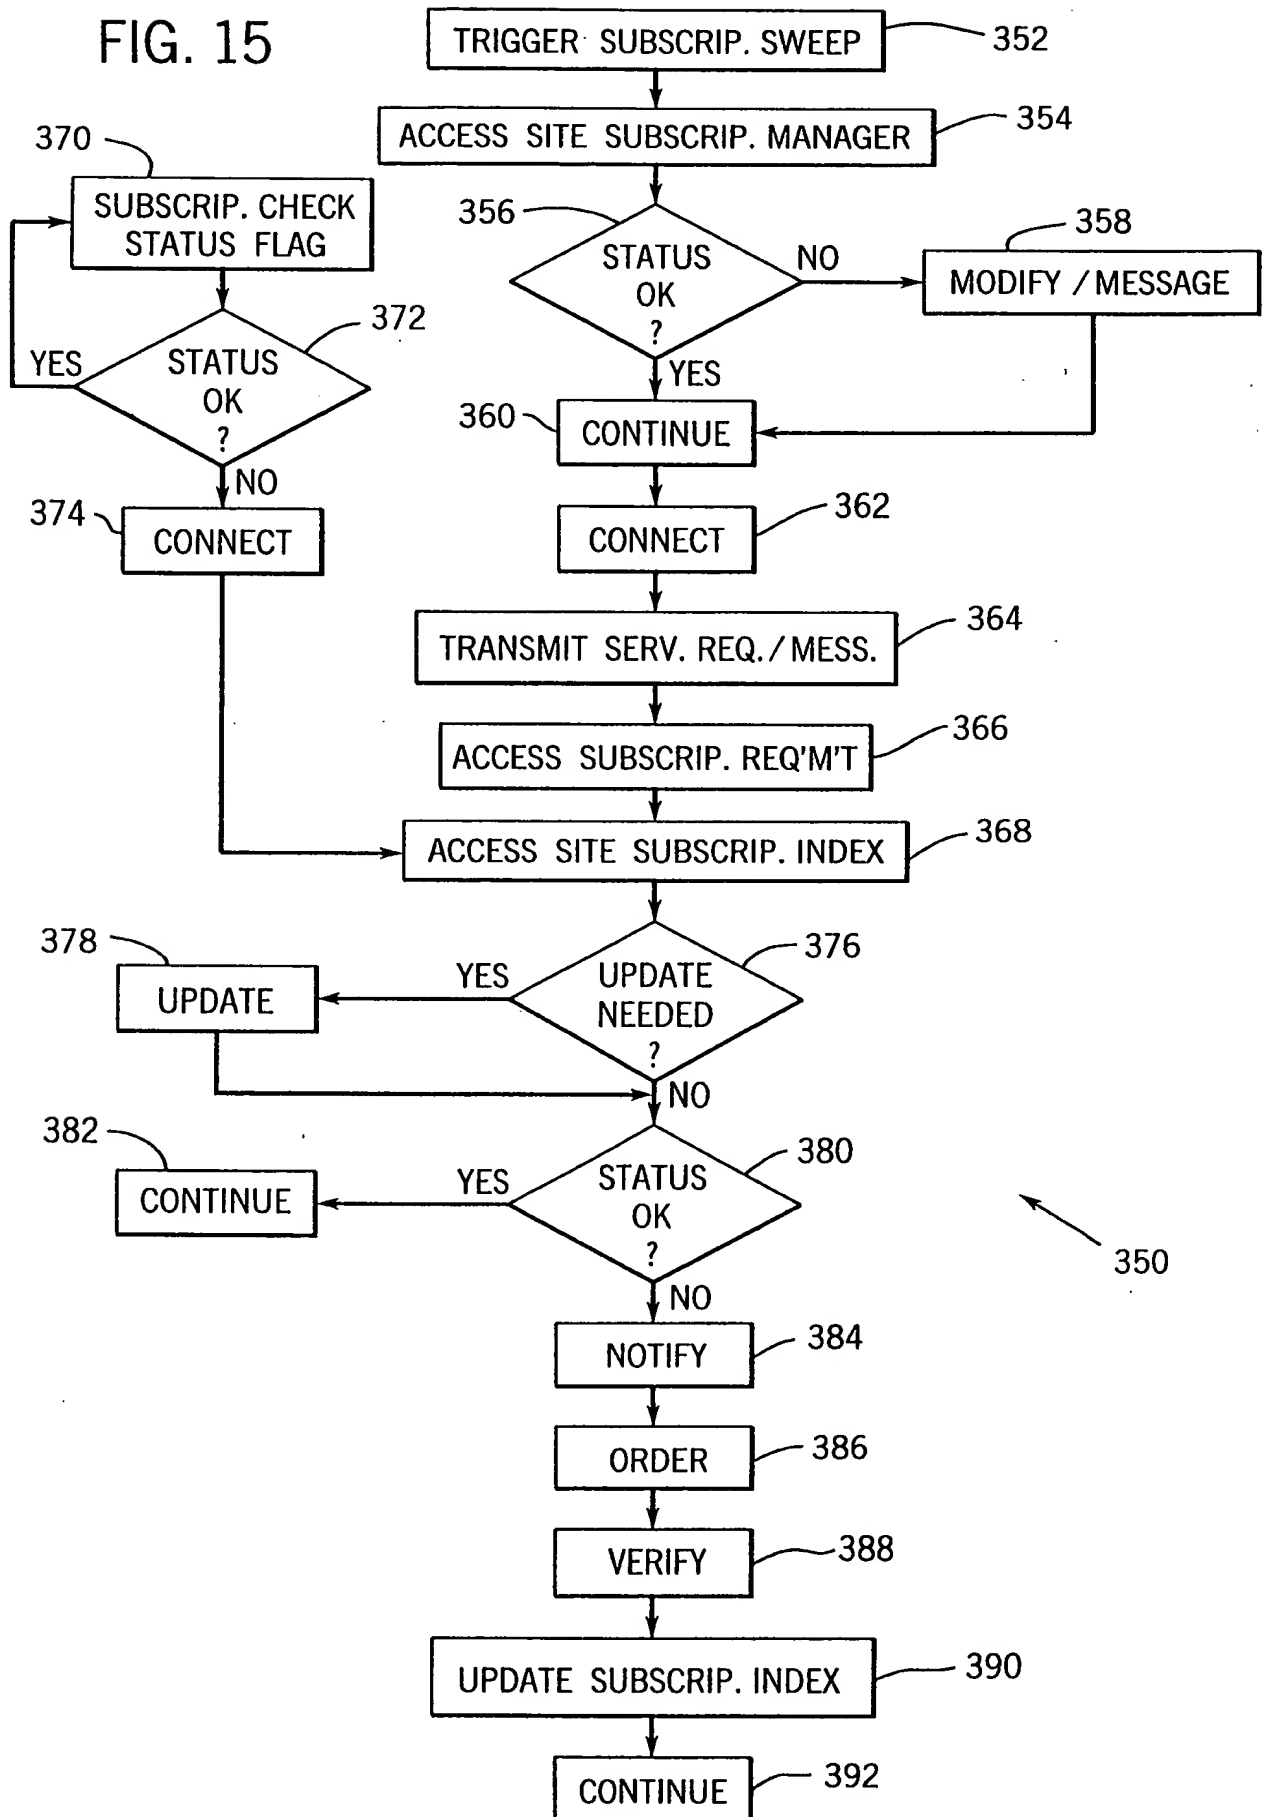 FIG. 15
TRIGGER SUBSCRIP. SWEEP
352
ACCESS SITE SUBSCRIP. MANAGER
354
370
SUBSCRIP. CHECK
STATUS FLAG
356
STATUS
OK
?
NO
358
MODIFY / MESSAGE
372
YES
STATUS
OK
?
YES
360
CONTINUE
NO
374
CONNECT
362
CONNECT
364
TRANSMIT SERV. REQ./MESS.
366
ACCESS SUBSCRIP. REQ'M'T
368
ACCESS SITE SUBSCRIP. INDEX
378
UPDATE
YES
376
UPDATE
NEEDED
?
NO
382
CONTINUE
YES
380
STATUS
OK
?
350
NO
NOTIFY
384
ORDER
386
VERIFY
388
UPDATE SUBSCRIP. INDEX
390
CONTINUE
392